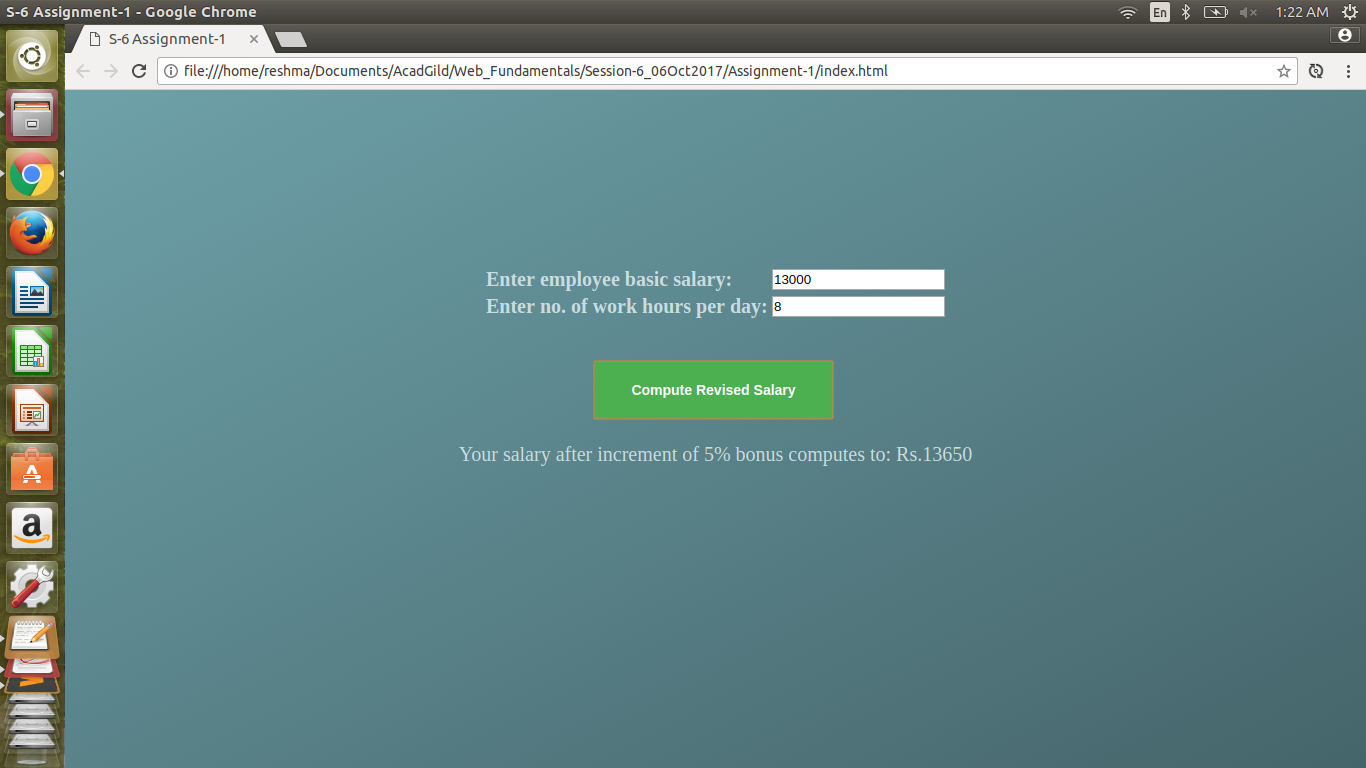 S-6 Assignment-1 - Google Chrome
En
1:22 AM
S-6 Assignment-1
file:///home/reshma/Documents/AcadGild/Web_Fundamentals/Session-6_06Oct2017/Assignment-1/index.html
Enter employee basic salary: 13000
Enter no. of work hours per day: 8
Compute Revised Salary
Your salary after increment of 5% bonus computes to: Rs.13650
A
a